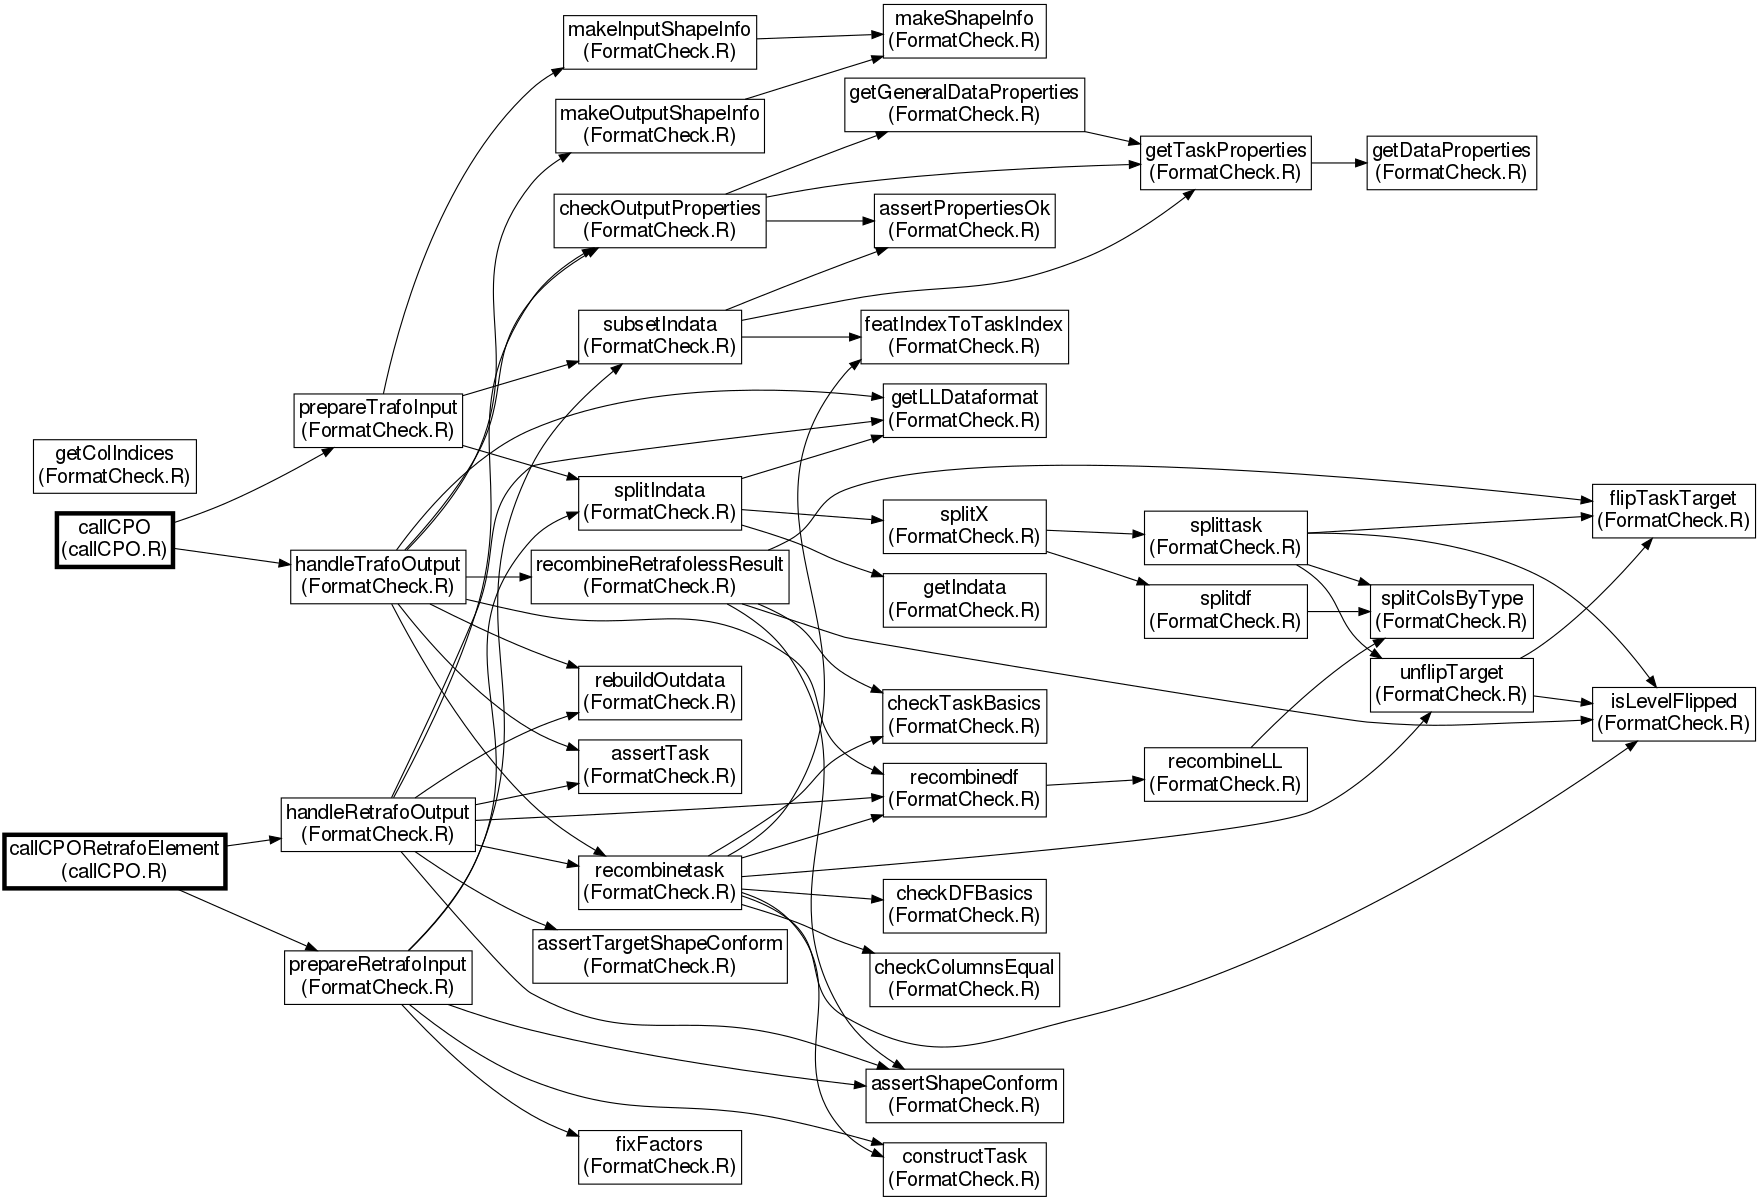 makeInputShapeInfo
(FormatCheck.R)
makeShapeInfo
(FormatCheck.R)
makeOutputShapeInfo
(FormatCheck.R)
getGeneralDataProperties
(FormatCheck.R)
getTaskProperties
(FormatCheck.R)
getDataProperties
(FormatCheck.R)
checkOutputProperties
(FormatCheck.R)
assertPropertiesOk
(FormatCheck.R)
subsetIndata
(FormatCheck.R)
featIndexToTaskIndex
(FormatCheck.R)
prepareTrafoInput
(FormatCheck.R)
getLLDataformat
(FormatCheck.R)
getColIndices
(FormatCheck.R)
callCPO
(callCPO.R)
splitIndata
(FormatCheck.R)
splitX
(FormatCheck.R)
splittask
(FormatCheck.R)
flipTaskTarget
(FormatCheck.R)
handleTrafoOutput
(FormatCheck.R)
recombineRetrafolessResult
(FormatCheck.R)
getIndata
(FormatCheck.R)
splitdf
(FormatCheck.R)
splitColsByType
(FormatCheck.R)
rebuildOutdata
(FormatCheck.R)
checkTaskBasics
(FormatCheck.R)
unflipTarget
(FormatCheck.R)
isLevelFlipped
(FormatCheck.R)
assertTask
(FormatCheck.R)
recombinedf
(FormatCheck.R)
recombineLL
(FormatCheck.R)
handleRetrafoOutput
(FormatCheck.R)
callCPORetrafoElement
(callCPO.R)
recombinetask
(FormatCheck.R)
checkDFBasics
(FormatCheck.R)
assertTargetShapeConform
(FormatCheck.R)
checkColumnsEqual
(FormatCheck.R)
prepareRetrafoInput
(FormatCheck.R)
assertShapeConform
(FormatCheck.R)
fixFactors
(FormatCheck.R)
constructTask
(FormatCheck.R)